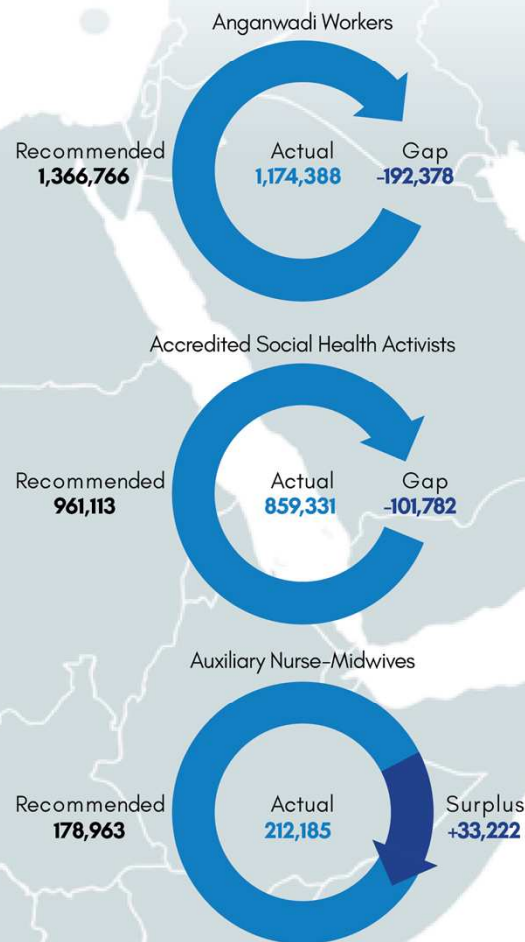 Anganwadi Workers
Recommended
1,366,766
Actual
1,174,388
Gap
-192,378
Accredited Social Health Activists
Recommended
961,113
Actual
859,331
Gap
-101,782
Auxiliary Nurse-Midwives
Recommended
178,963
Actual
212,185
Surplus
+33,222